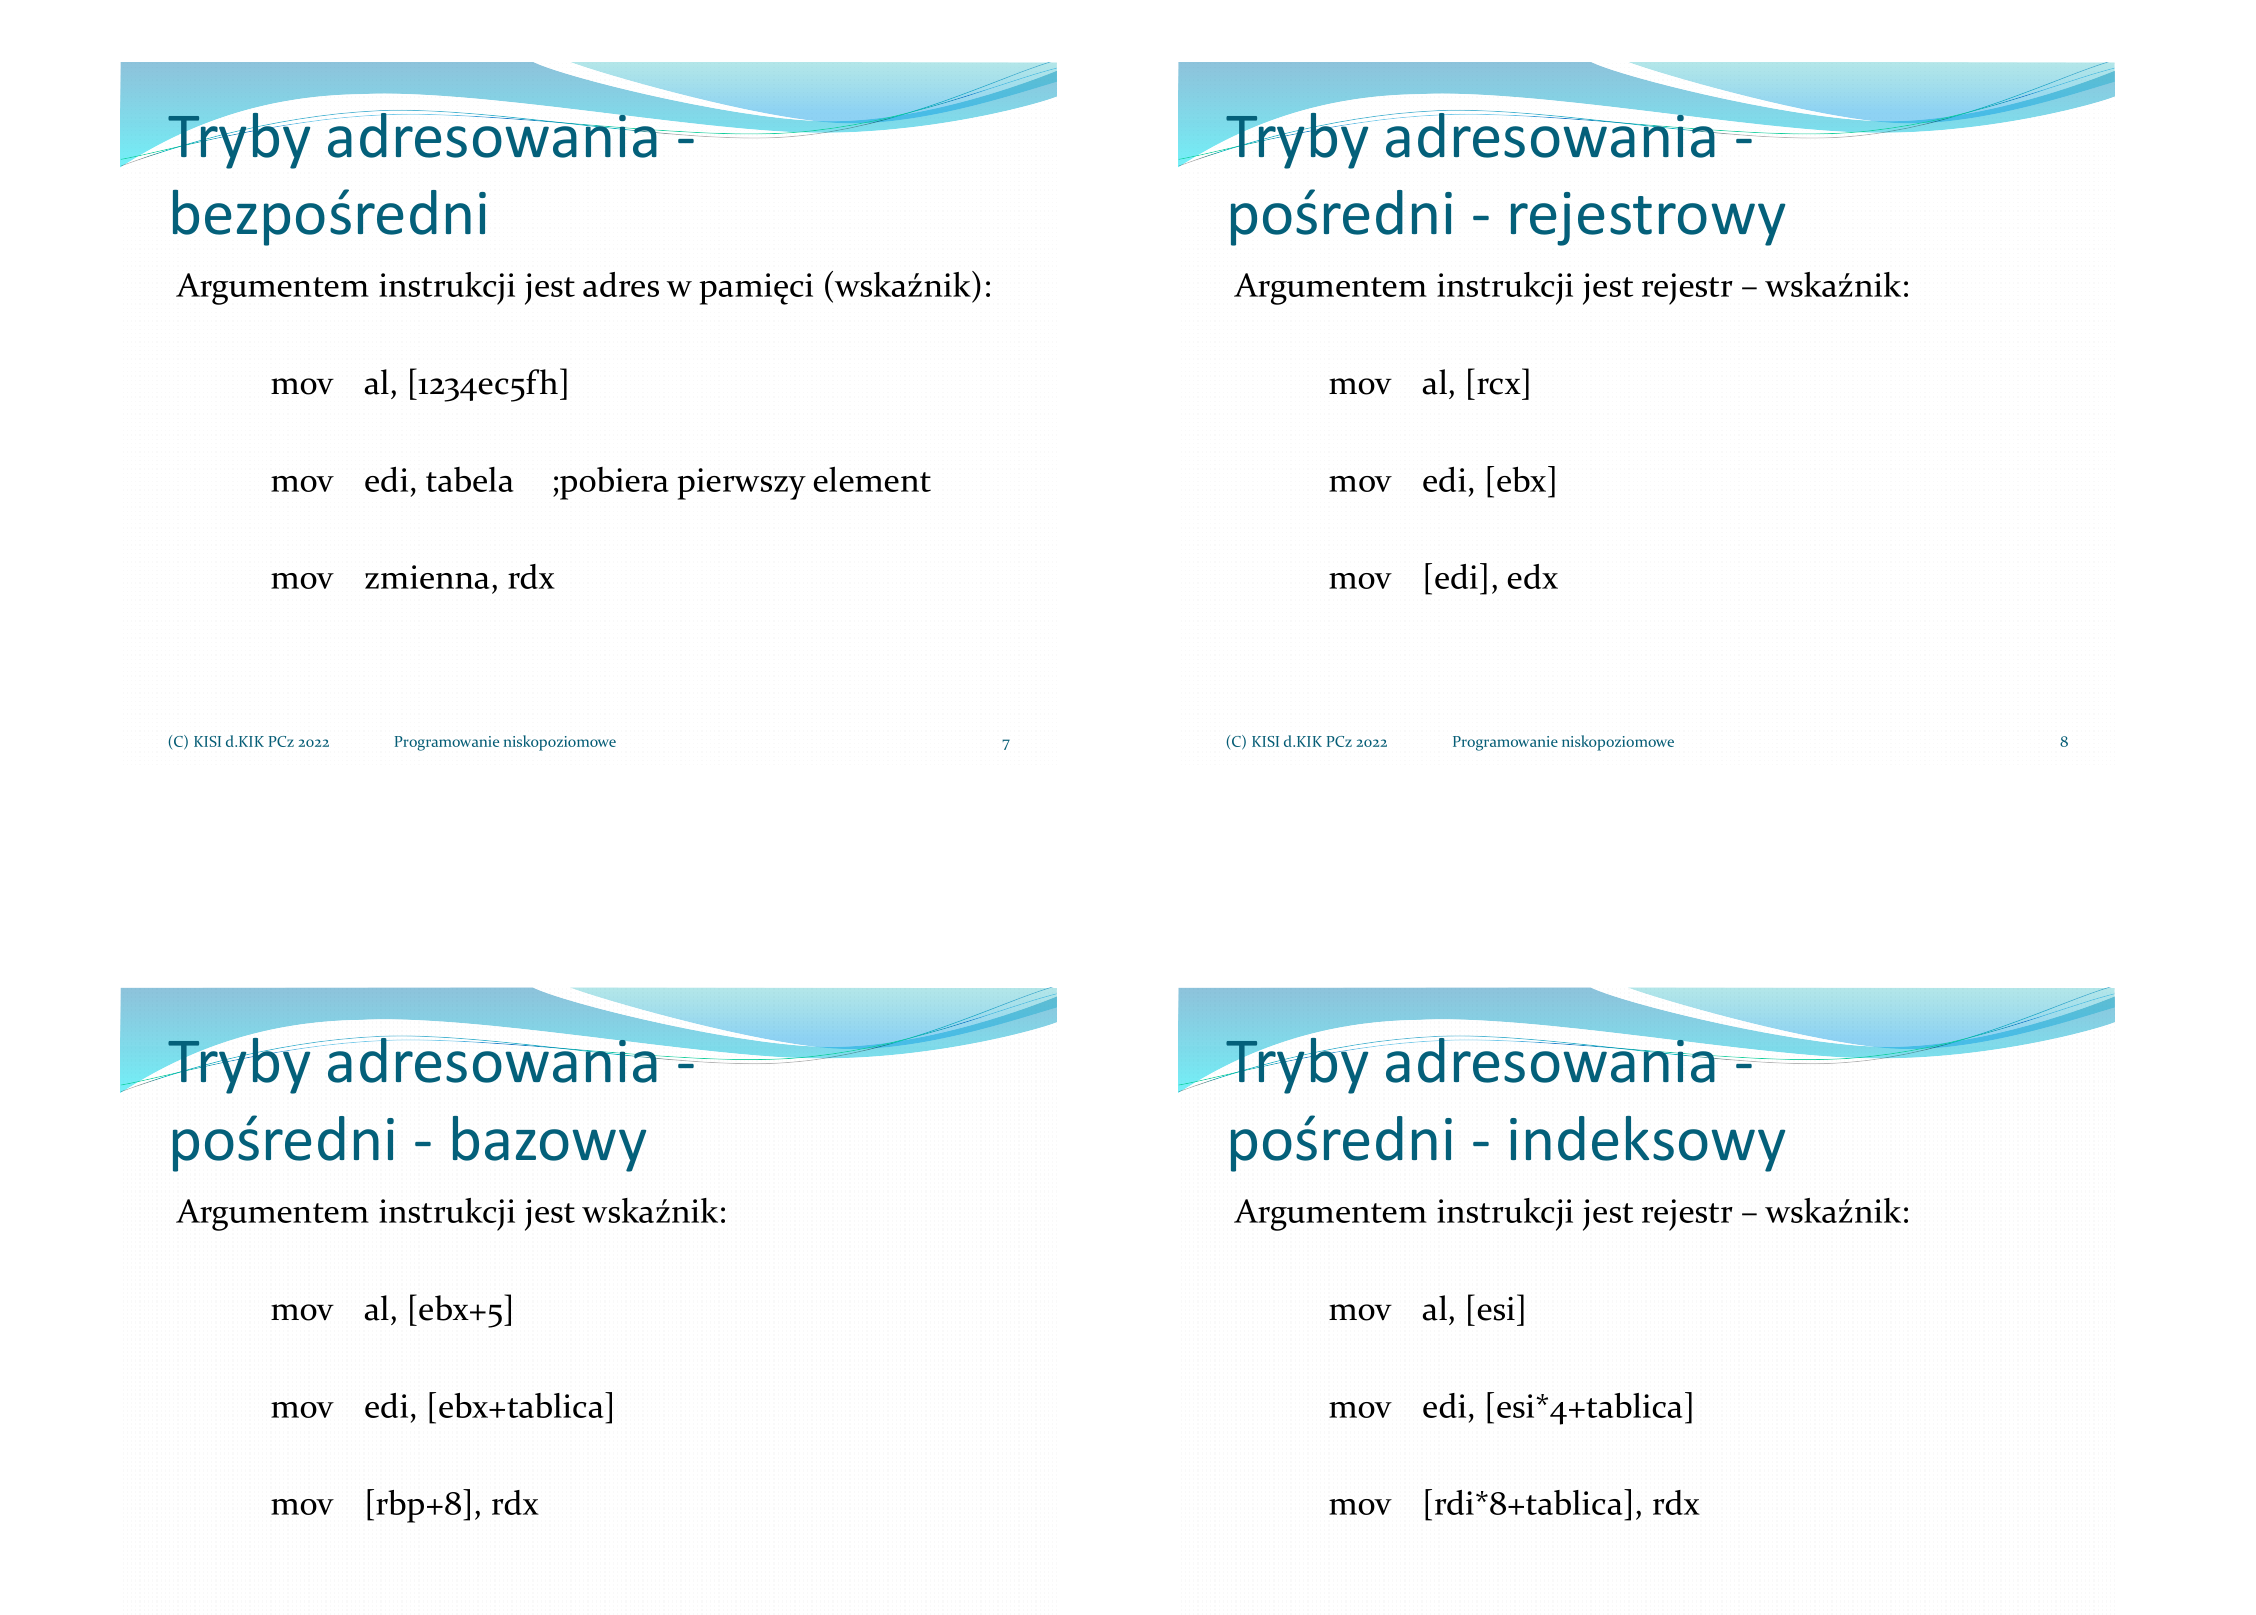 Tryby adresowania -
bezpośredni
Argumentem instrukcji jest adres w pamięci (wskaźnik):
mov al, [1234ec5fh]
mov edi, tabela ;pobiera pierwszy element
mov zmienna, rdx
(C) KISI d.KIK PCz 2022 Programowanie niskopoziomowe 7
Tryby adresowania -
pośredni - rejestrowy
Argumentem instrukcji jest rejestr – wskaźnik:
mov al, [rcx]
mov edi, [ebx]
mov [edi], edx
(C) KISI d.KIK PCz 2022 Programowanie niskopoziomowe 8
Tryby adresowania -
pośredni - bazowy
Argumentem instrukcji jest wskaźnik:
mov al, [ebx+5]
mov edi, [ebx+tablica]
mov [rbp+8], rdx
Tryby adresowania -
pośredni - indeksowy
Argumentem instrukcji jest rejestr – wskaźnik:
mov al, [esi]
mov edi, [esi*4+tablica]
mov [rdi*8+tablica], rdx